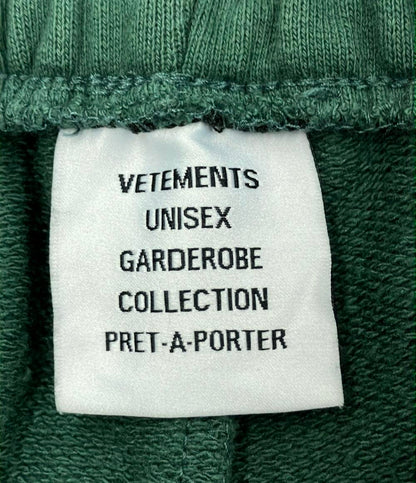 VETEMENTS
UNISEX
GARDEROBE
COLLECTION
PRET-A-PORTER